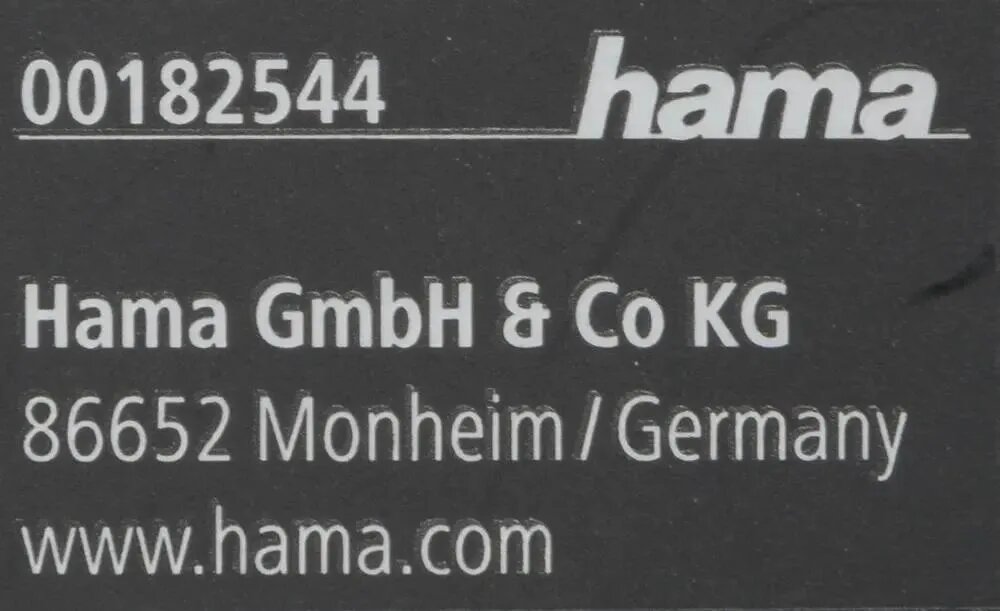 00182544 hama
Hama GmbH & Co KG
86652 Monheim/Germany
www.hama.com